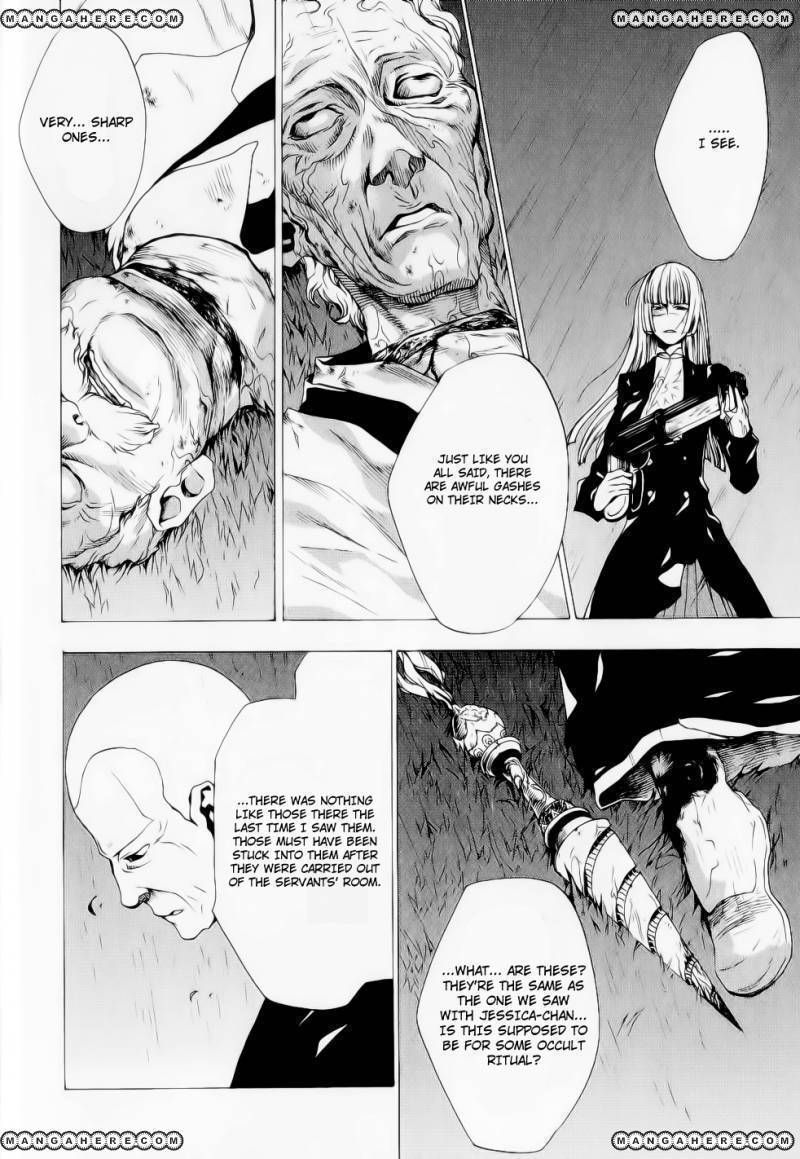 MANGAHERE.COM
MANGAHERE.COM
.....
I SEE.
JUST LIKE YOU
ALL SAID, THERE
ARE AWFUL GASHES
ON THEIR NECKS...
VERY... SHARP
ONES...
...WHAT... ARE THESE?
THEY'RE THE SAME AS
THE ONE WE SAW
WITH JESSICA-CHAN...
IS THIS SUPPOSED TO
BE FOR SOME OCCULT
RITUAL?
...THERE WAS NOTHING
LIKE THOSE THERE THE
LAST TIME I SAW THEM.
THOSE MUST HAVE BEEN
STUCK INTO THEM AFTER
THEY WERE CARRIED OUT
OF THE SERVANTS' ROOM.
MANGAHERE.COM
MANGAHERE.COM